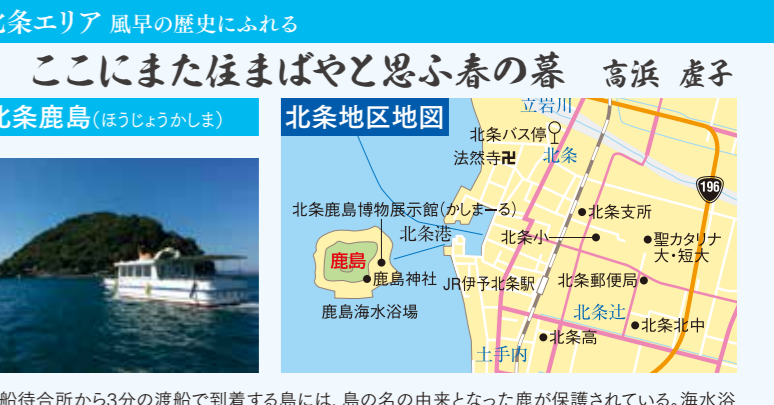 北条エリア 風早の歴史にふれる
ここにまた住まばやと思ふ春の暮 高浜 虚子
北条鹿島(ほうじょうかしま)
北条地区地図
立岩川
北条バス停
法然寺卍
北条
196
北条鹿島博物展示館(かしまーる)
北条港
北条支所
北条小
聖カタリナ
大・短大
鹿島
鹿島神社
JR伊予北条駅
北条郵便局
鹿島海水浴場
北条辻
北条北中
北条高
土手内
船待合所から3分の渡船で到着する島には、島の名の由来となった鹿が保護されている。海水浴